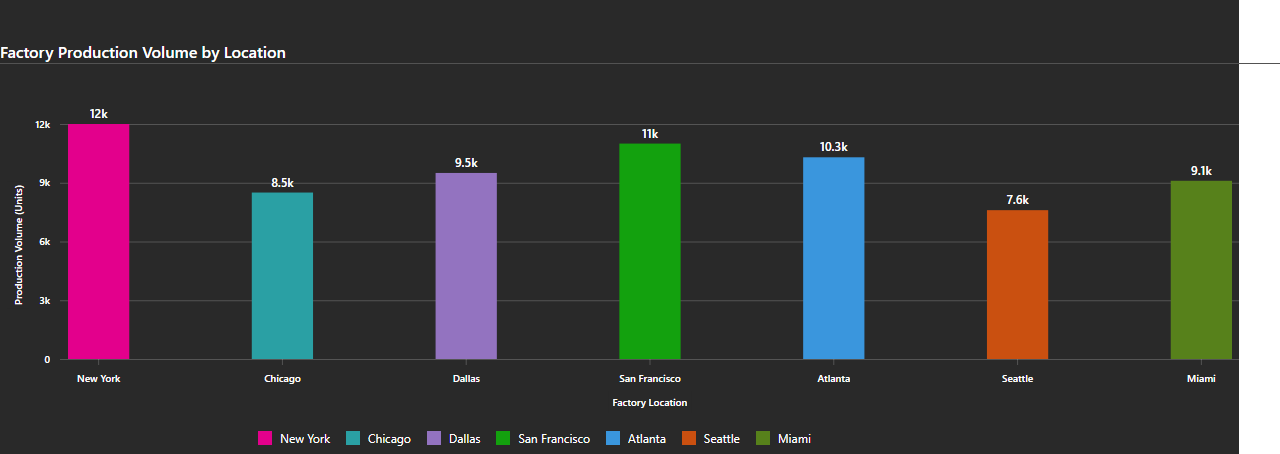 Factory Production Volume by Location
12k
8.5k
9.5k
11k
10.3k
7.6k
9.1k
12k
9k
6k
3k
0
Production Volume (Units)
New York Chicago Dallas San Francisco Atlanta Seattle Miami
Factory Location
New York Chicago Dallas San Francisco Atlanta Seattle Miami